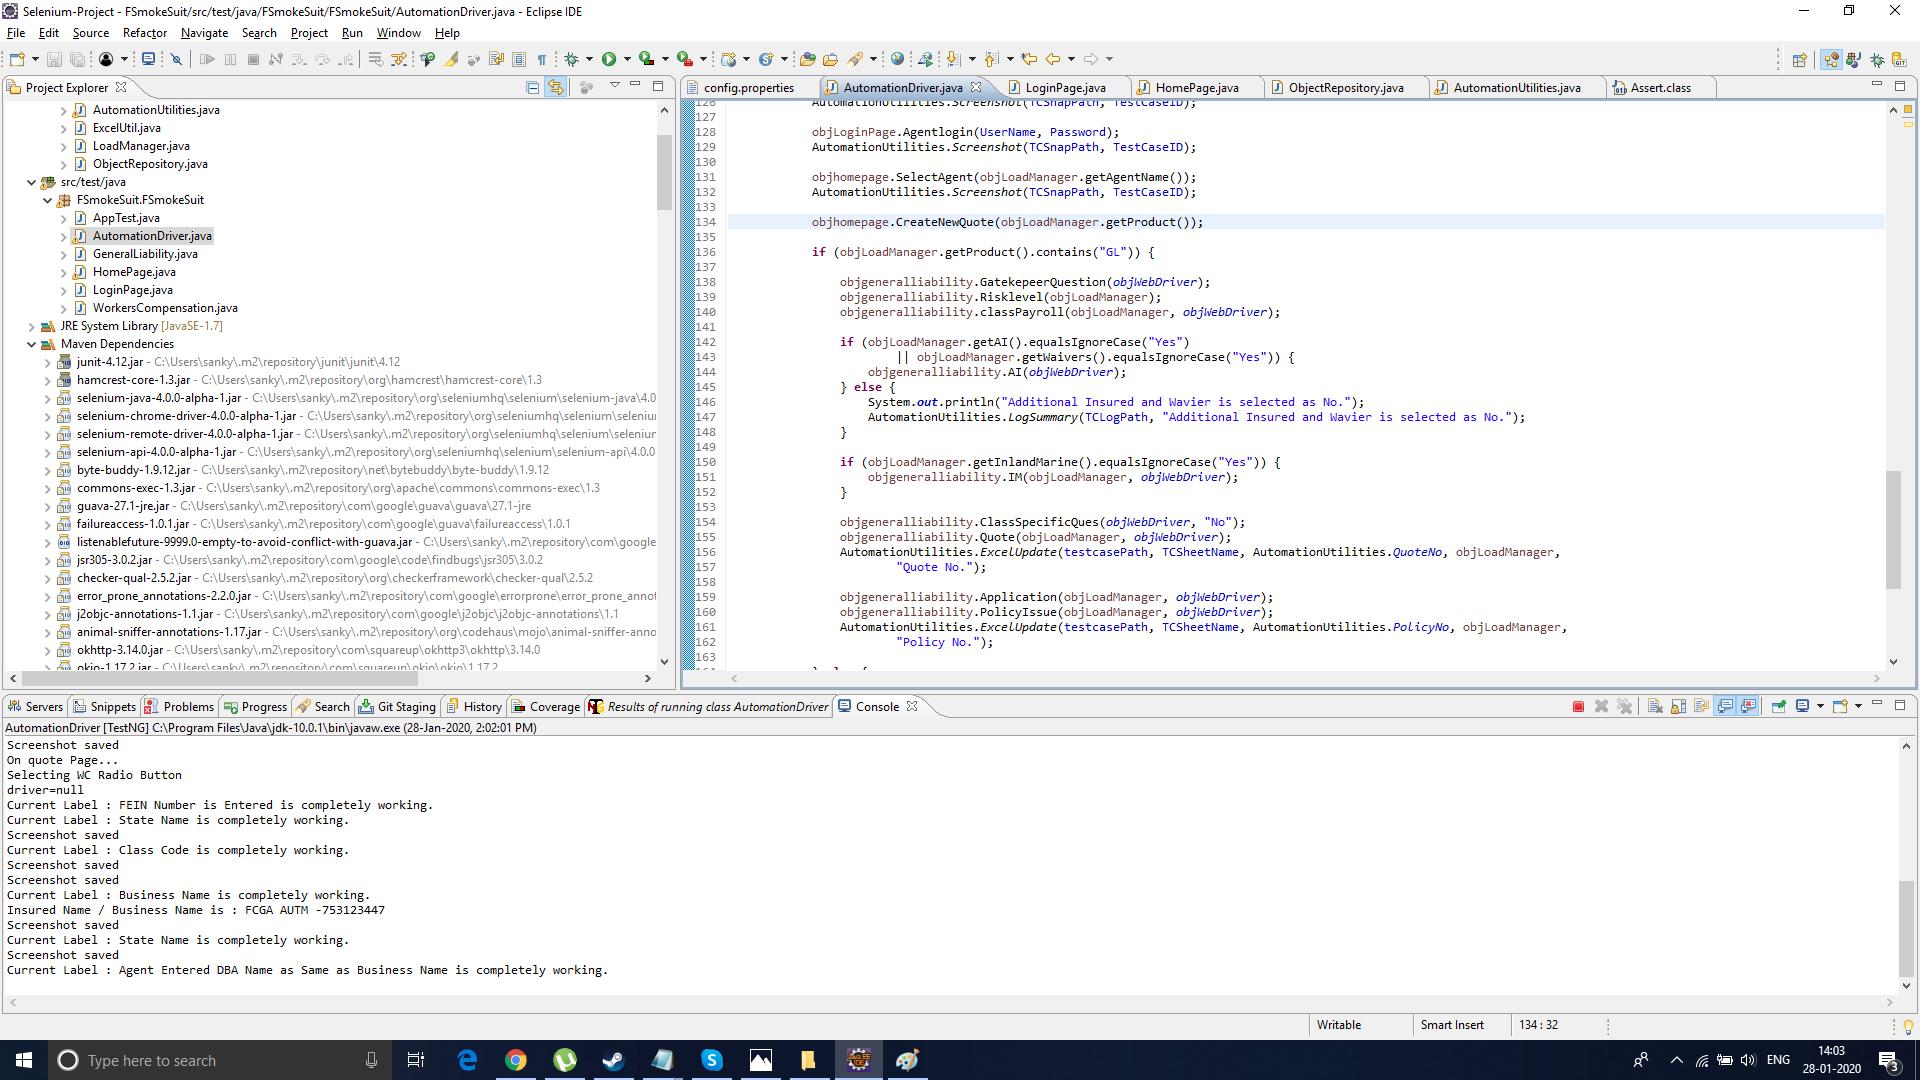 Selenium-Project - FSmokeSuit/src/test/java/FSmokeSuit/FSmokeSuit/AutomationDriver.java - Eclipse IDE
File Edit Source Refactor Navigate Search Project Run Window Help
Project Explorer
AutomationUtilities.java
ExcelUtil.java
LoadManager.java
ObjectRepository.java
src/test/java
FSmokeSuit.FSmokeSuit
AppTest.java
AutomationDriver.java
GeneralLiability.java
HomePage.java
LoginPage.java
WorkersCompensation.java
JRE System Library [JavaSE-1.7]
Maven Dependencies
junit-4.12.jar - C:\Users\sanky\.m2\repository\junit\junit\4.12
hamcrest-core-1.3.jar - C:\Users\sanky\.m2\repository\org\hamcrest\hamcrest-core\1.3
selenium-java-4.0.0-alpha-1.jar - C:\Users\sanky\.m2\repository\org\seleniumhq\selenium\selenium-java\4.0
selenium-chrome-driver-4.0.0-alpha-1.jar - C:\Users\sanky\.m2\repository\org\seleniumhq\selenium\seleniu
selenium-remote-driver-4.0.0-alpha-1.jar - C:\Users\sanky\.m2\repository\org\seleniumhq\selenium\seleniur
selenium-api-4.0.0-alpha-1.jar - C:\Users\sanky\.m2\repository\org\seleniumhq\selenium\selenium-api\4.0.0
byte-buddy-1.9.12.jar - C:\Users\sanky\.m2\repository\net\bytebuddy\byte-buddy\1.9.12
commons-exec-1.3.jar - C:\Users\sanky\.m2\repository\org\apache\commons\commons-exec\1.3
guava-27.1-jre.jar - C:\Users\sanky\.m2\repository\com\google\guava\guava\27.1-jre
failureaccess-1.0.1.jar - C:\Users\sanky\.m2\repository\com\google\guava\failureaccess\1.0.1
listenablefuture-9999.0-empty-to-avoid-conflict-with-guava.jar - C:\Users\sanky\.m2\repository\com\google
jsr305-3.0.2.jar - C:\Users\sanky\.m2\repository\com\google\code\findbugs\jsr305\3.0.2
checker-qual-2.5.2.jar - C:\Users\sanky\.m2\repository\org\checkerframework\checker-qual\2.5.2
error_prone_annotations-2.2.0.jar - C:\Users\sanky\.m2\repository\com\google\errorprone\error_prone_annot
j2objc-annotations-1.1.jar - C:\Users\sanky\.m2\repository\com\google\j2objc\j2objc-annotations\1.1
animal-sniffer-annotations-1.17.jar - C:\Users\sanky\.m2\repository\org\codehaus\mojo\animal-sniffer-anno
okhttp-3.14.0.jar - C:\Users\sanky\.m2\repository\com\squareup\okhttp3\okhttp\3.14.0
okio-1.17.2.jar - C:\Users\sanky\.m2\repository\com\squareup\okio\okio\1.17.2
config.properties AutomationDriver.java LoginPage.java HomePage.java ObjectRepository.java AutomationUtilities.java Assert.class
126 AutomationUtilities.Screenshot(TCSnapPath, TestCaseID);
127
128 objLoginPage.Agentlogin(UserName, Password);
129 AutomationUtilities.Screenshot(TCSnapPath, TestCaseID);
130
131 objhomepage.SelectAgent(objLoadManager.getAgentName());
132 AutomationUtilities.Screenshot(TCSnapPath, TestCaseID);
133
134 objhomepage.CreateNewQuote(objLoadManager.getProduct());
135
136 if (objLoadManager.getProduct().contains("GL")) {
137
138 objgeneralliability.GatekepeerQuestion(objWebDriver);
139 objgeneralliability.Risklevel(objLoadManager);
140 objgeneralliability.classPayroll(objLoadManager, objWebDriver);
141
142 if (objLoadManager.getAI().equalsIgnoreCase("Yes")
143 || objLoadManager.getWaivers().equalsIgnoreCase("Yes")) {
144 objgeneralliability.AI(objWebDriver);
145 } else {
146 System.out.println("Additional Insured and Wavier is selected as No.");
147 AutomationUtilities.LogSummary(TCLogPath, "Additional Insured and Wavier is selected as No.");
148 }
149
150 if (objLoadManager.getInlandMarine().equalsIgnoreCase("Yes")) {
151 objgeneralliability.IM(objLoadManager, objWebDriver);
152 }
153
154 objgeneralliability.ClassSpecificQues(objWebDriver, "No");
155 objgeneralliability.Quote(objLoadManager, objWebDriver);
156 AutomationUtilities.ExcelUpdate(testcasePath, TCSheetName, AutomationUtilities.QuoteNo, objLoadManager,
157 "Quote No.");
158
159 objgeneralliability.Application(objLoadManager, objWebDriver);
160 objgeneralliability.PolicyIssue(objLoadManager, objWebDriver);
161 AutomationUtilities.ExcelUpdate(testcasePath, TCSheetName, AutomationUtilities.PolicyNo, objLoadManager,
162 "Policy No.");
163
Servers Snippets Problems Progress Search Git Staging History Coverage Results of running class AutomationDriver Console
AutomationDriver [TestNG] C:\Program Files\Java\jdk-10.0.1\bin\javaw.exe (28-Jan-2020, 2:02:01 PM)
Screenshot saved
On quote Page...
Selecting WC Radio Button
driver=null
Current Label : FEIN Number is Entered is completely working.
Current Label : State Name is completely working.
Screenshot saved
Current Label : Class Code is completely working.
Screenshot saved
Screenshot saved
Current Label : Business Name is completely working.
Insured Name / Business Name is : FCGA AUTM -753123447
Screenshot saved
Current Label : State Name is completely working.
Screenshot saved
Current Label : Agent Entered DBA Name as Same as Business Name is completely working.
Writable Smart Insert 134 : 32
Type here to search
ENG
14:03
28-01-2020
3